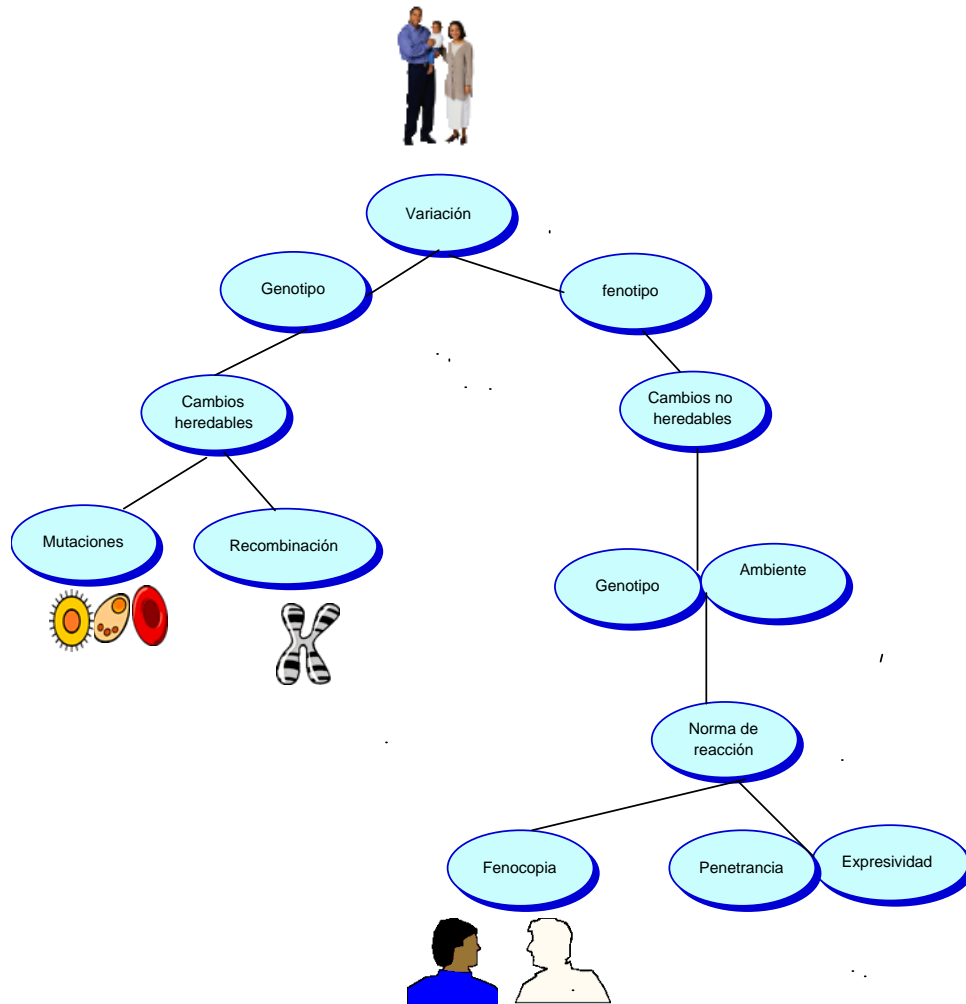 Variación
Genotipo
fenotipo
Cambios
heredables
Cambios no
heredables
Mutaciones
Recombinación
Genotipo
Ambiente
Norma de
reacción
Fenocopia
Penetrancia
Expresividad